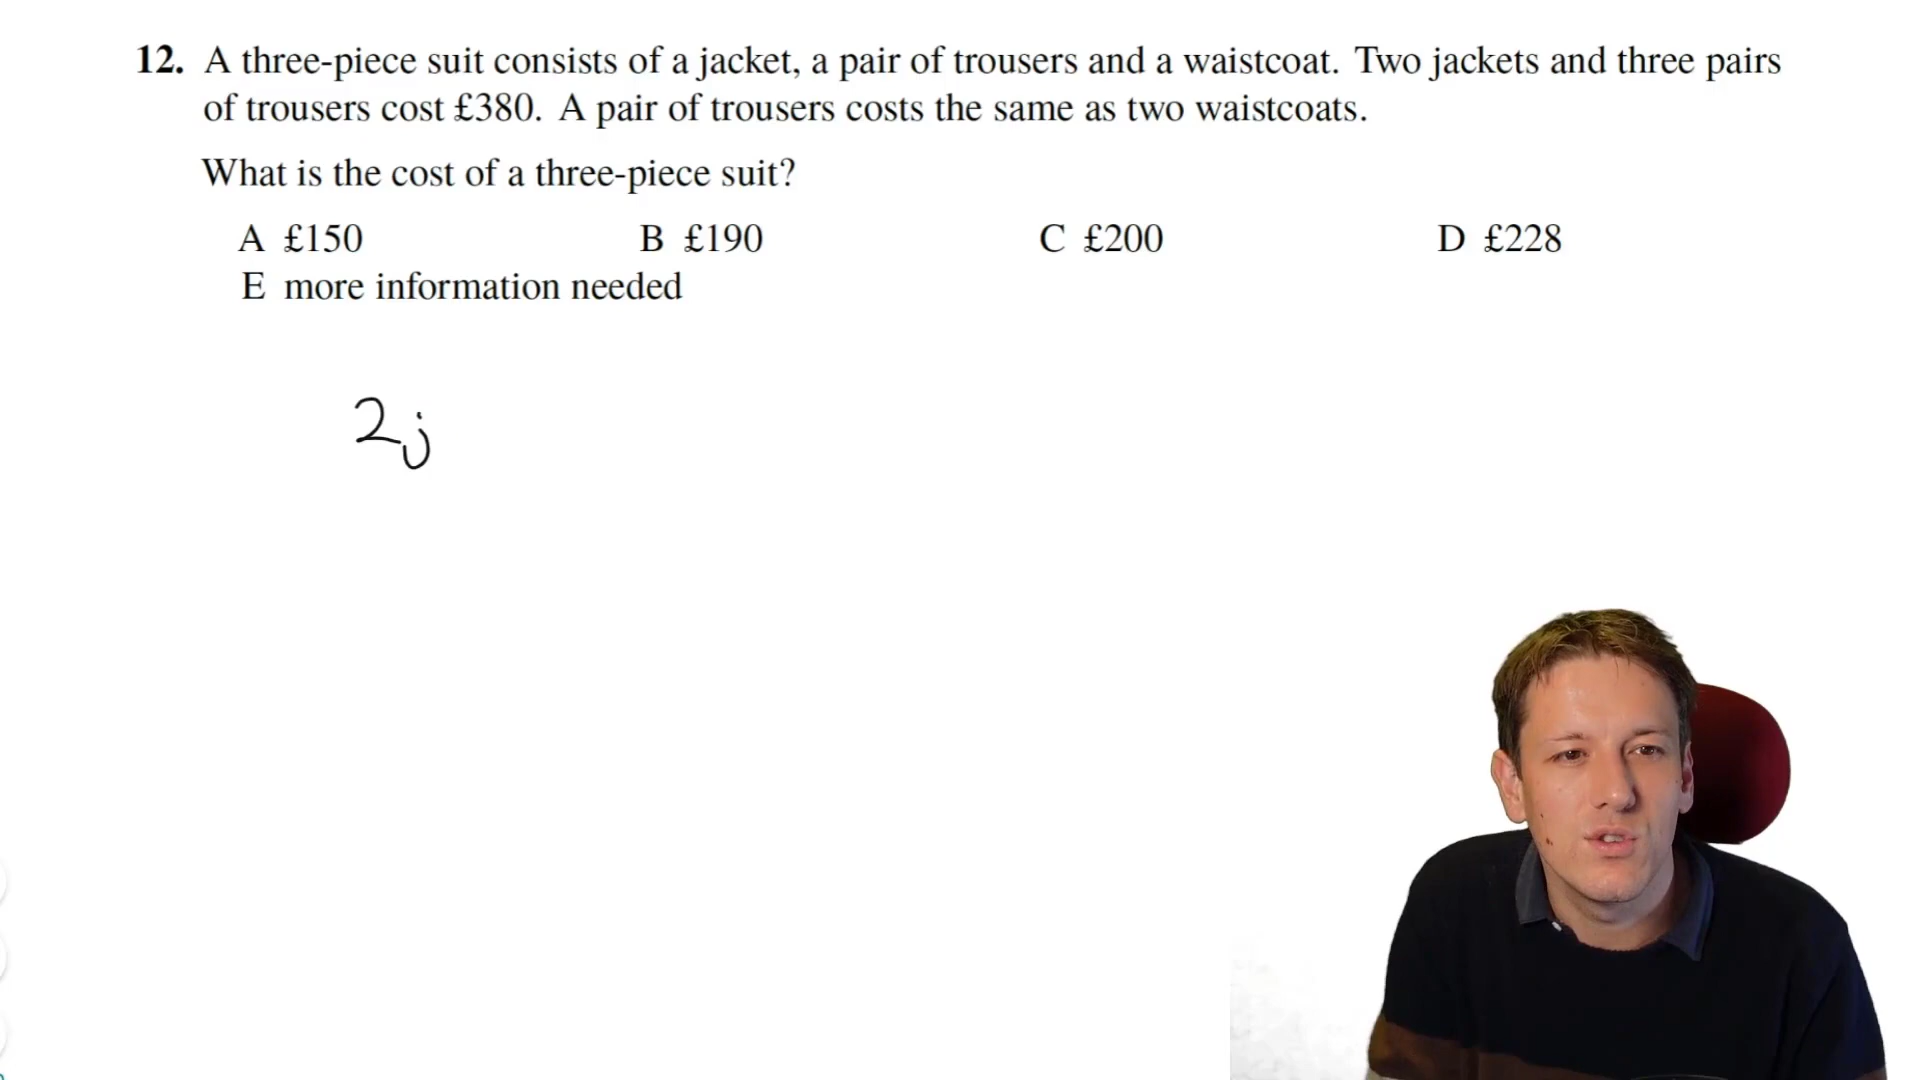 12. A three-piece suit consists of a jacket, a pair of trousers and a waistcoat. Two jackets and three pairs
of trousers cost £380. A pair of trousers costs the same as two waistcoats.
What is the cost of a three-piece suit?
A £150 B £190 C £200 D £228
E more information needed
2j